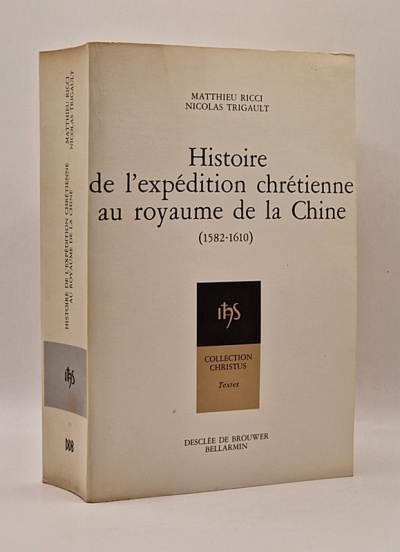 MATTHIEU RICCI
NICOLAS TRIGAULT
Histoire
de l'expédition chrétienne
au royaume de la Chine
(1582-1610)
ihs
COLLECTION
CHRISTUS
Textes
DESCLÉE DE BROUWER
BELLARMIN
MATTHIEU RICCI
NICOLAS TRIGAULT
HISTOIRE DE L'EXPÉDITION CHRÉTIENNE
AU ROYAUME DE LA CHINE
ihs
DDB